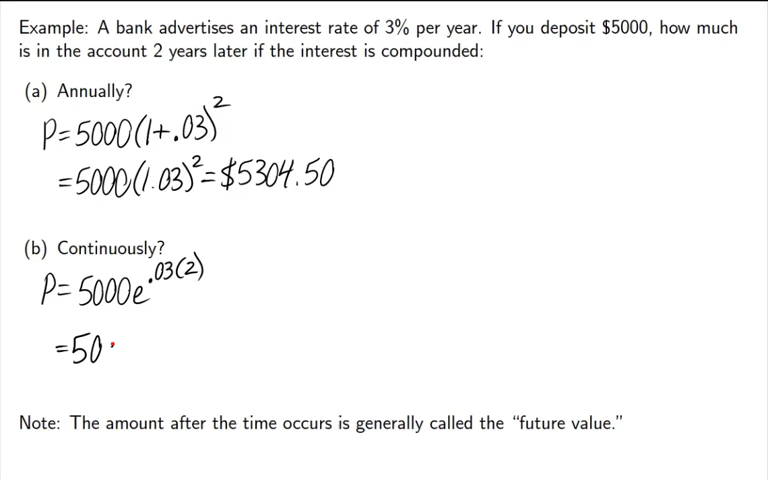 Example: A bank advertises an interest rate of 3% per year. If you deposit $5000, how much
is in the account 2 years later if the interest is compounded:
(a) Annually?
P=5000(1+.03)²
=5000(1.03)²=$5304.50
(b) Continuously?
P=5000e^.03(2)
=50
Note: The amount after the time occurs is generally called the “future value.”